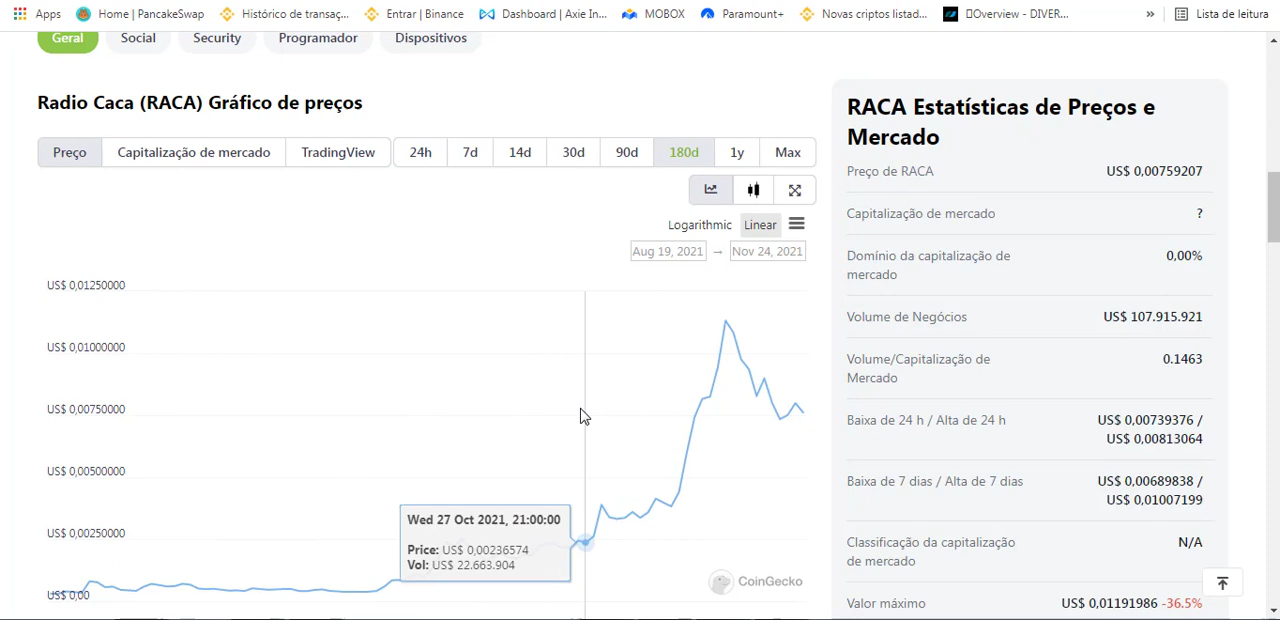 Apps Home | PancakeSwap Histórico de transaç... Entrar | Binance Dashboard | Axie In... MOBOX Paramount+ Novas criptos listad... Overview - DIVER... » Lista de leitura
Geral Social Security Programador Dispositivos
Radio Caca (RACA) Gráfico de preços
Preço Capitalização de mercado TradingView 24h 7d 14d 30d 90d 180d 1y Max
Logarithmic Linear
Aug 19, 2021 → Nov 24, 2021
US$ 0,01250000
US$ 0,01000000
US$ 0,00750000
US$ 0,00500000
US$ 0,00250000
US$ 0,00
Wed 27 Oct 2021, 21:00:00
Price: US$ 0,00236574
Vol: US$ 22.663.904
CoinGecko
RACA Estatísticas de Preços e
Mercado
Preço de RACA US$ 0,00759207
Capitalização de mercado ?
Domínio da capitalização de
mercado 0,00%
Volume de Negócios US$ 107.915.921
Volume/Capitalização de
Mercado 0.1463
Baixa de 24 h / Alta de 24 h US$ 0,00739376 /
US$ 0,00813064
Baixa de 7 dias / Alta de 7 dias US$ 0,00689838 /
US$ 0,01007199
Classificação da capitalização
de mercado N/A
Valor máximo US$ 0,01191986 -36.5%